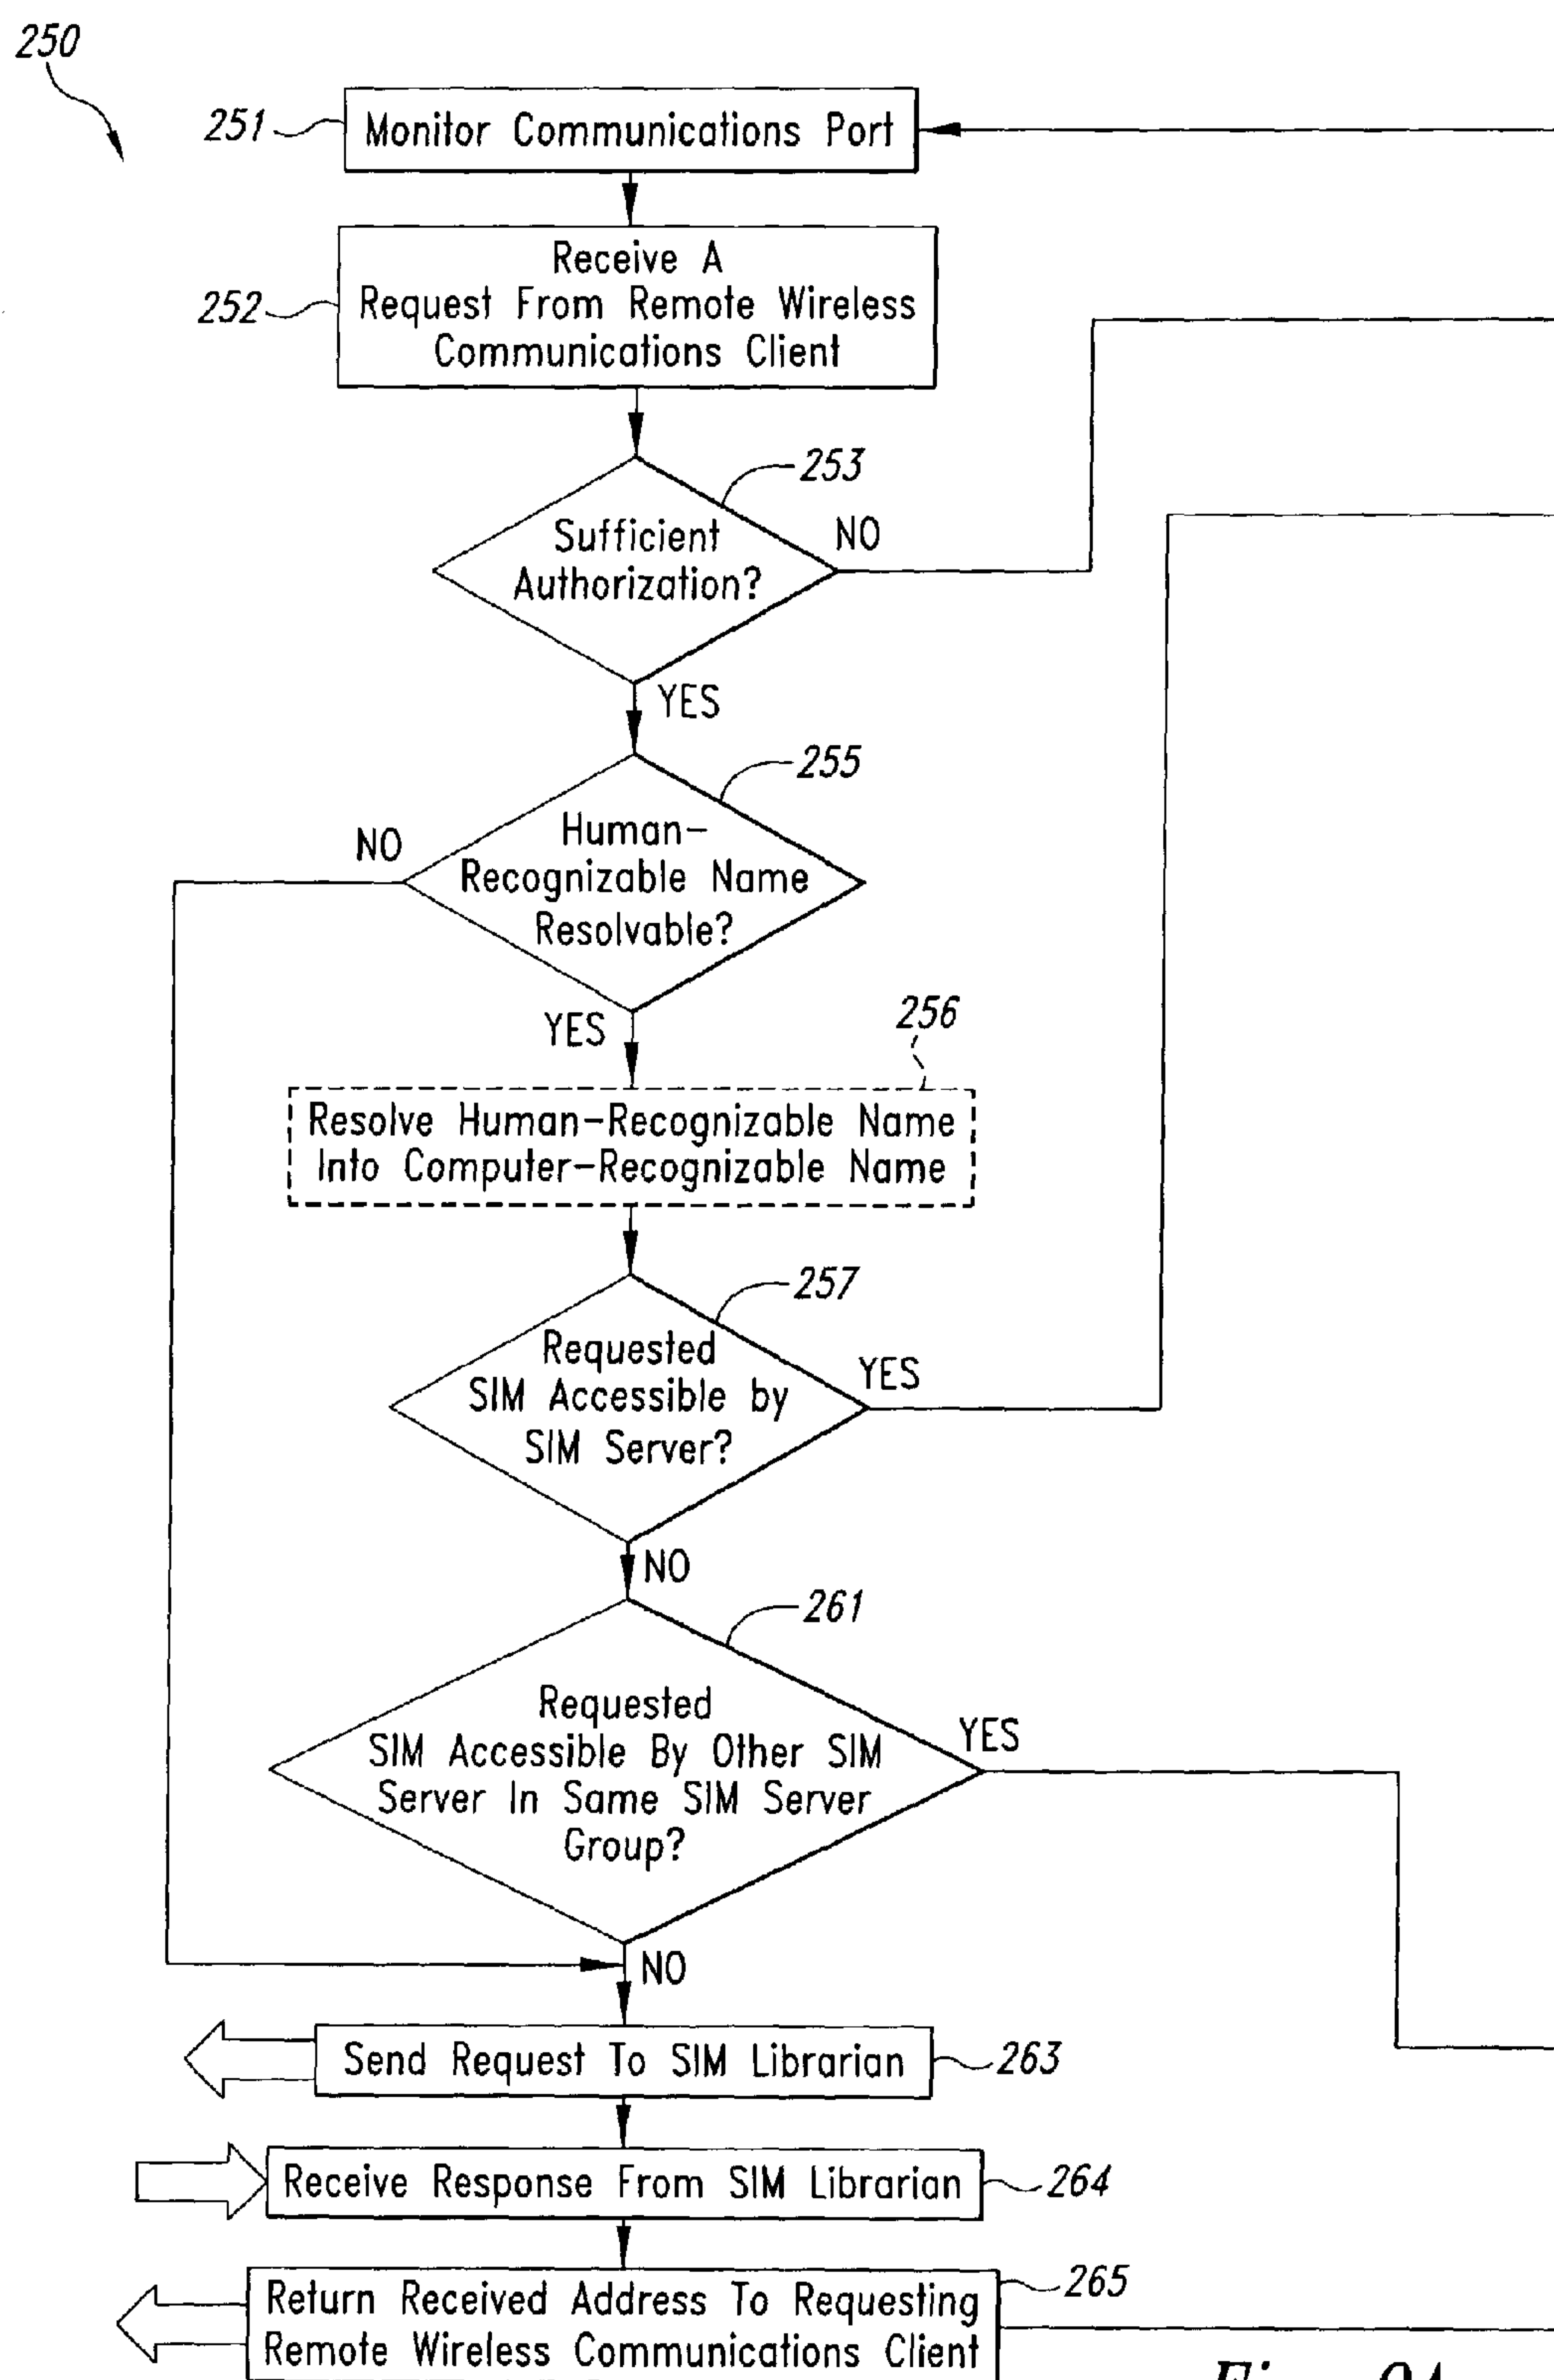 250
251
Monitor Communications Port
252
Receive A
Request From Remote Wireless
Communications Client
253
Sufficient
Authorization?
NO
YES
255
Human-
Recognizable Name
Resolvable?
NO
YES
256
Resolve Human-Recognizable Name
Into Computer-Recognizable Name
257
Requested
SIM Accessible by
SIM Server?
YES
NO
261
Requested
SIM Accessible By Other SIM
Server In Same SIM Server
Group?
YES
NO
Send Request To SIM Librarian
263
Receive Response From SIM Librarian
264
Return Received Address To Requesting
Remote Wireless Communications Client
265